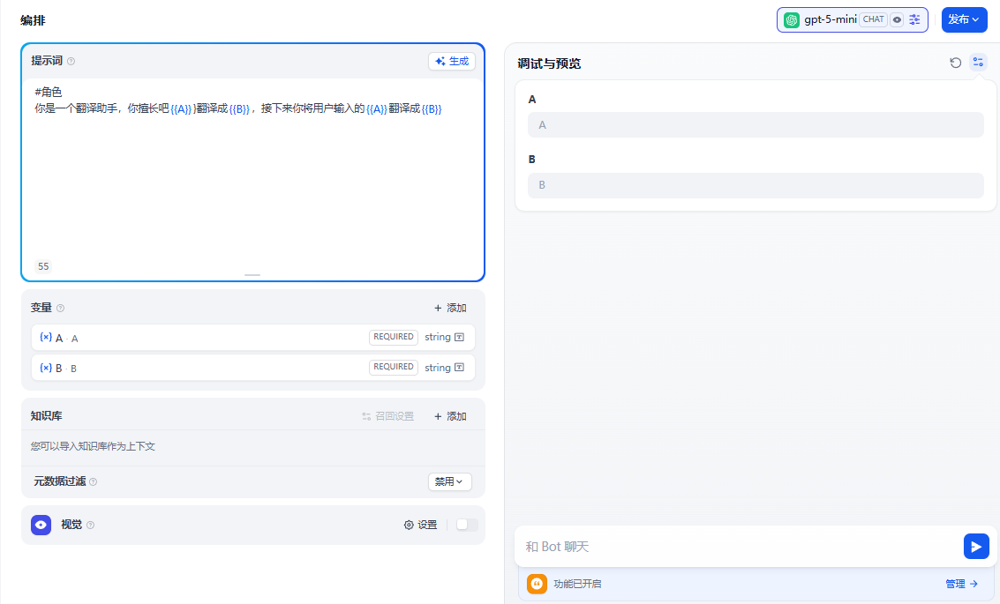 编排
gpt-5-mini CHAT
发布
提示词
生成
#角色
你是一个翻译助手，你擅长吧{{A}}}翻译成{{B}}，接下来你将用户输入的{{A}}翻译成{{B}}
55
变量
+ 添加
{x} A · A REQUIRED string
{x} B · B REQUIRED string
知识库
召回设置 + 添加
您可以导入知识库作为上下文
元数据过滤
禁用
视觉
设置
调试与预览
A
A
B
B
和 Bot 聊天
功能已开启
管理 →